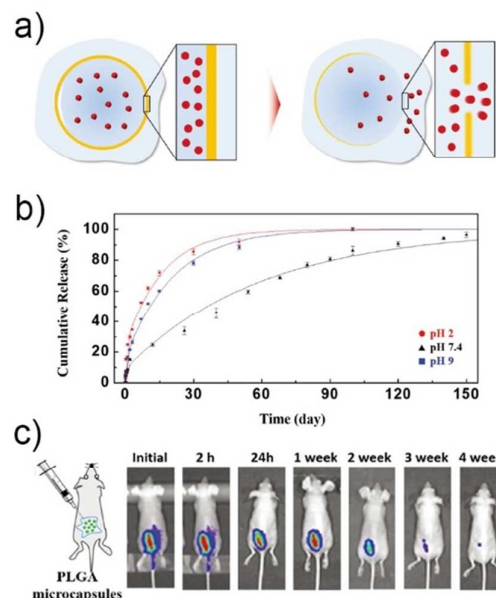 a)
b)
Cumulative Release (%)
100
80
60
40
20
0
pH 2
pH 7.4
pH 9
0 30 60 90 120 150
Time (day)
c)
Initial 2 h 24h 1 week 2 week 3 week 4 wee
PLGA
microcapsules